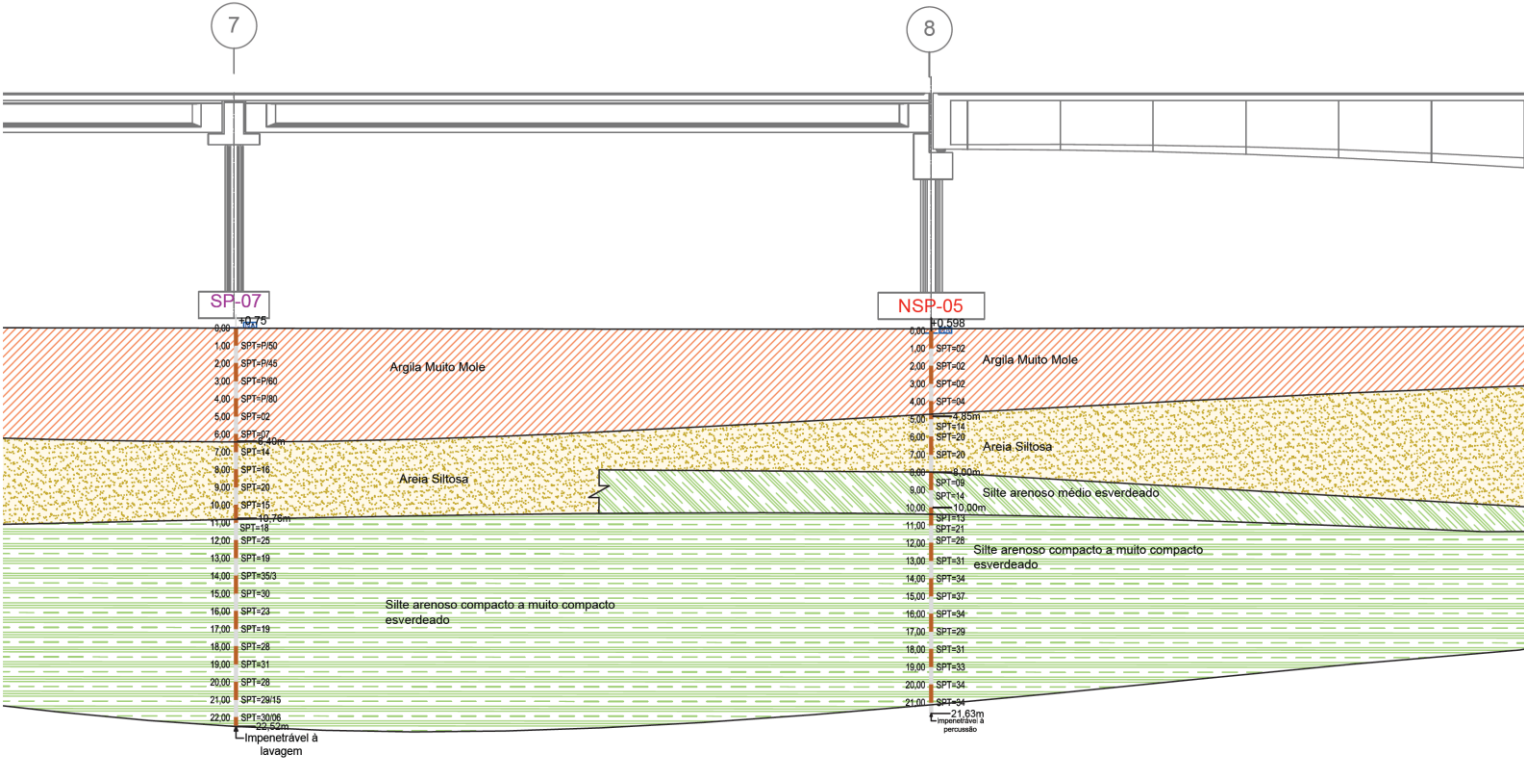 7
8
SP-07
+0,75
0,00
1,00 SPT=P/50
2,00 SPT=P/45
3,00 SPT=P/60
4,00 SPT=P/80
5,00 SPT=02
6,00 SPT=07
6,40m
7,00 SPT=14
8,00 SPT=16
9,00 SPT=20
10,00 SPT=15
10,76m
11,00 SPT=18
12,00 SPT=25
13,00 SPT=19
14,00 SPT=35/3
15,00 SPT=30
16,00 SPT=23
17,00 SPT=19
18,00 SPT=28
19,00 SPT=31
20,00 SPT=28
21,00 SPT=29/15
22,00 SPT=30/06
22,52m
Impenetrável à
lavagem
Argila Muito Mole
Areia Siltosa
Silte arenoso compacto a muito compacto
esverdeado
NSP-05
+0,598
0,00
1,00 SPT=02
2,00 SPT=02
3,00 SPT=02
4,00 SPT=04
4,85m
5,00 SPT=14
6,00 SPT=20
7,00 SPT=20
8,00 8,00m
SPT=09
9,00 SPT=14
10,00 10,00m
SPT=13
11,00 SPT=21
SPT=28
12,00
13,00 SPT=31
14,00 SPT=34
15,00 SPT=37
16,00 SPT=34
17,00 SPT=29
18,00 SPT=31
19,00 SPT=33
20,00 SPT=34
21,00 SPT=34
21,63m
Impenetrável à
percussão
Argila Muito Mole
Areia Siltosa
Silte arenoso médio esverdeado
Silte arenoso compacto a muito compacto
esverdeado